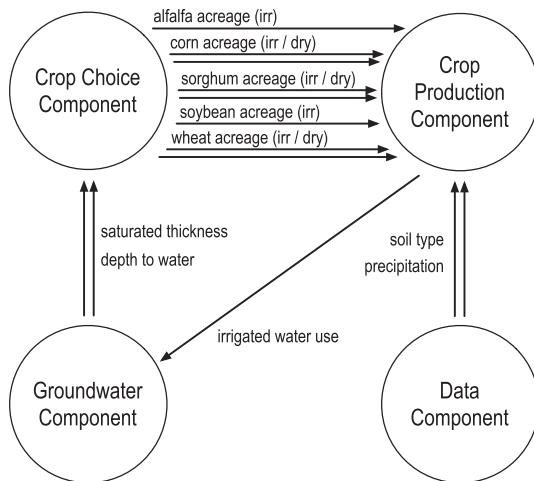 alfalfa acreage (irr)
corn acreage (irr / dry)
Crop Choice
Component
sorghum acreage (irr / dry)
Crop
Production
Component
soybean acreage (irr)
wheat acreage (irr / dry)
saturated thickness
depth to water
soil type
precipitation
irrigated water use
Groundwater
Component
Data
Component